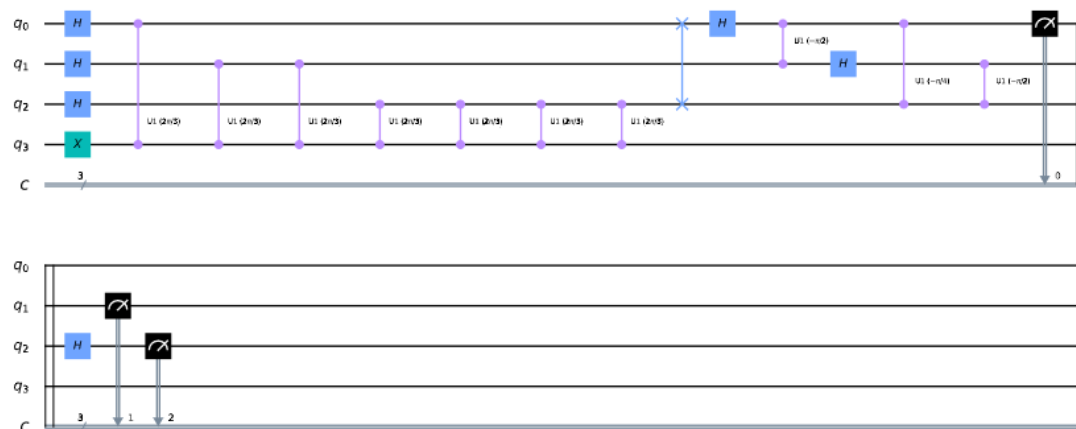 q0 H H
q1 H H
U1 (−π/2)
q2 H
U1 (−π/4) U1 (−π/2)
U1 (2π/3) U1 (2π/3) U1 (2π/3) U1 (2π/3) U1 (2π/3) U1 (2π/3) U1 (2π/3)
q3 X
3 0
C
q0
q1
q2 H
q3
3 1 2
C